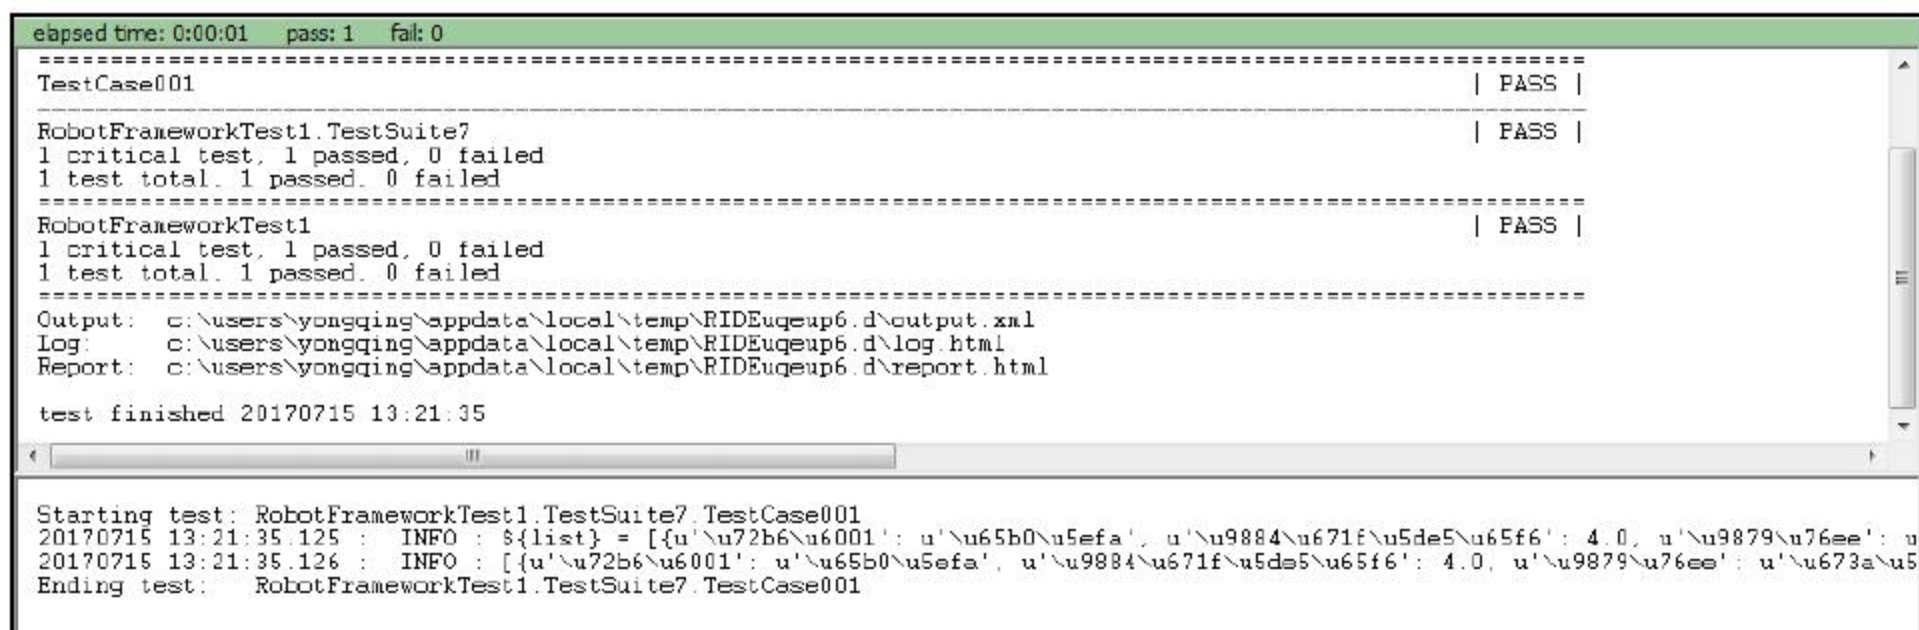 elapsed time: 0:00:01 pass: 1 fail: 0
==============================================================================
TestCase001 | PASS |
------------------------------------------------------------------------------
RobotFrameworkTest1.TestSuite7 | PASS |
1 critical test, 1 passed, 0 failed
1 test total, 1 passed, 0 failed
==============================================================================
RobotFrameworkTest1 | PASS |
1 critical test, 1 passed, 0 failed
1 test total, 1 passed, 0 failed
==============================================================================
Output: c:\users\yongqing\appdata\local\temp\RIDEuqeup6.d\output.xml
Log: c:\users\yongqing\appdata\local\temp\RIDEuqeup6.d\log.html
Report: c:\users\yongqing\appdata\local\temp\RIDEuqeup6.d\report.html
test finished 20170715 13:21:35
Starting test: RobotFrameworkTest1.TestSuite7.TestCase001
20170715 13:21:35.125 : INFO : ${list} = [{u'\u72b6\u6001': u'\u65b0\u5efa', u'\u9884\u671f\u5de5\u65f6': 4.0, u'\u9879\u76ee': u
20170715 13:21:35.126 : INFO : [{u'\u72b6\u6001': u'\u65b0\u5efa', u'\u9884\u671f\u5de5\u65f6': 4.0, u'\u9879\u76ee': u'\u673a\u5
Ending test: RobotFrameworkTest1.TestSuite7.TestCase001